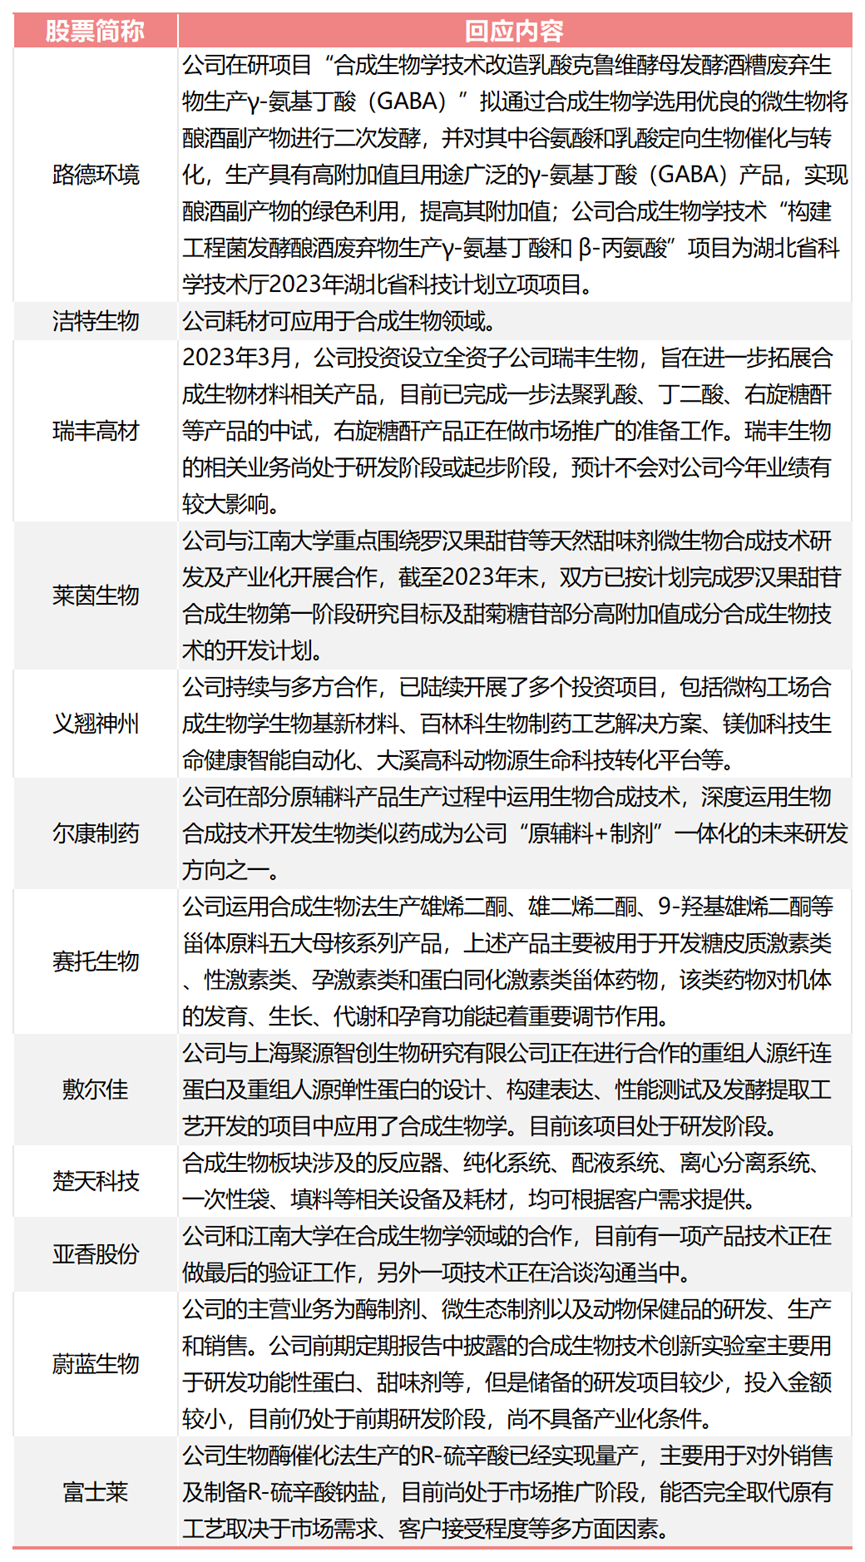 股票简称 回应内容
路德环境
公司在研项目“合成生物学技术改造乳酸克鲁维酵母发酵酒糟废弃生
物生产γ-氨基丁酸（GABA）”拟通过合成生物学选用优良的微生物将
酿酒副产物进行二次发酵，并对其中谷氨酸和乳酸定向生物催化与转
化，生产具有高附加值且用途广泛的γ-氨基丁酸（GABA）产品，实现
酿酒副产物的绿色利用，提高其附加值；公司合成生物学技术“构建
工程菌发酵酿酒废弃物生产γ-氨基丁酸和 β-丙氨酸”项目为湖北省科
学技术厅2023年湖北省科技计划立项项目。
洁特生物
公司耗材可应用于合成生物领域。
瑞丰高材
2023年3月，公司投资设立全资子公司瑞丰生物，旨在进一步拓展合
成生物材料相关产品，目前已完成一步法聚乳酸、丁二酸、右旋糖酐
等产品的中试，右旋糖酐产品正在做市场推广的准备工作。瑞丰生物
的相关业务尚处于研发阶段或起步阶段，预计不会对公司今年业绩有
较大影响。
莱茵生物
公司与江南大学重点围绕罗汉果甜苷等天然甜味剂微生物合成技术研
发及产业化开展合作，截至2023年末，双方已按计划完成罗汉果甜苷
合成生物第一阶段研究目标及甜菊糖苷部分高附加值成分合成生物技
术的开发计划。
义翘神州
公司持续与多方合作，已陆续开展了多个投资项目，包括微构工场合
成生物学生物基新材料、百林科生物制药工艺解决方案、镁伽科技生
命健康智能自动化、大溪高科动物源生命科技转化平台等。
尔康制药
公司在部分原辅料产品生产过程中运用生物合成技术，深度运用生物
合成技术开发生物类似药成为公司“原辅料+制剂”一体化的未来研发
方向之一。
赛托生物
公司运用合成生物法生产雄烯二酮、雄二烯二酮、9-羟基雄烯二酮等
甾体原料五大母核系列产品，上述产品主要被用于开发糖皮质激素类
、性激素类、孕激素类和蛋白同化激素类甾体药物，该类药物对机体
的发育、生长、代谢和孕育功能起着重要调节作用。
敷尔佳
公司与上海聚源智创生物研究有限公司正在进行合作的重组人源纤连
蛋白及重组人源弹性蛋白的设计、构建表达、性能测试及发酵提取工
艺开发的项目中应用了合成生物学。目前该项目处于研发阶段。
楚天科技
合成生物板块涉及的反应器、纯化系统、配液系统、离心分离系统、
一次性袋、填料等相关设备及耗材，均可根据客户需求提供。
亚香股份
公司和江南大学在合成生物学领域的合作，目前有一项产品技术正在
做最后的验证工作，另外一项技术正在洽谈沟通当中。
蔚蓝生物
公司的主营业务为酶制剂、微生态制剂以及动物保健品的研发、生产
和销售。公司前期定期报告中披露的合成生物技术创新实验室主要用
于研发功能性蛋白、甜味剂等，但是储备的研发项目较少，投入金额
较小，目前仍处于前期研发阶段，尚不具备产业化条件。
富士莱
公司生物酶催化法生产的R-硫辛酸已经实现量产，主要用于对外销售
及制备R-硫辛酸钠盐，目前尚处于市场推广阶段，能否完全取代原有
工艺取决于市场需求、客户接受程度等多方面因素。